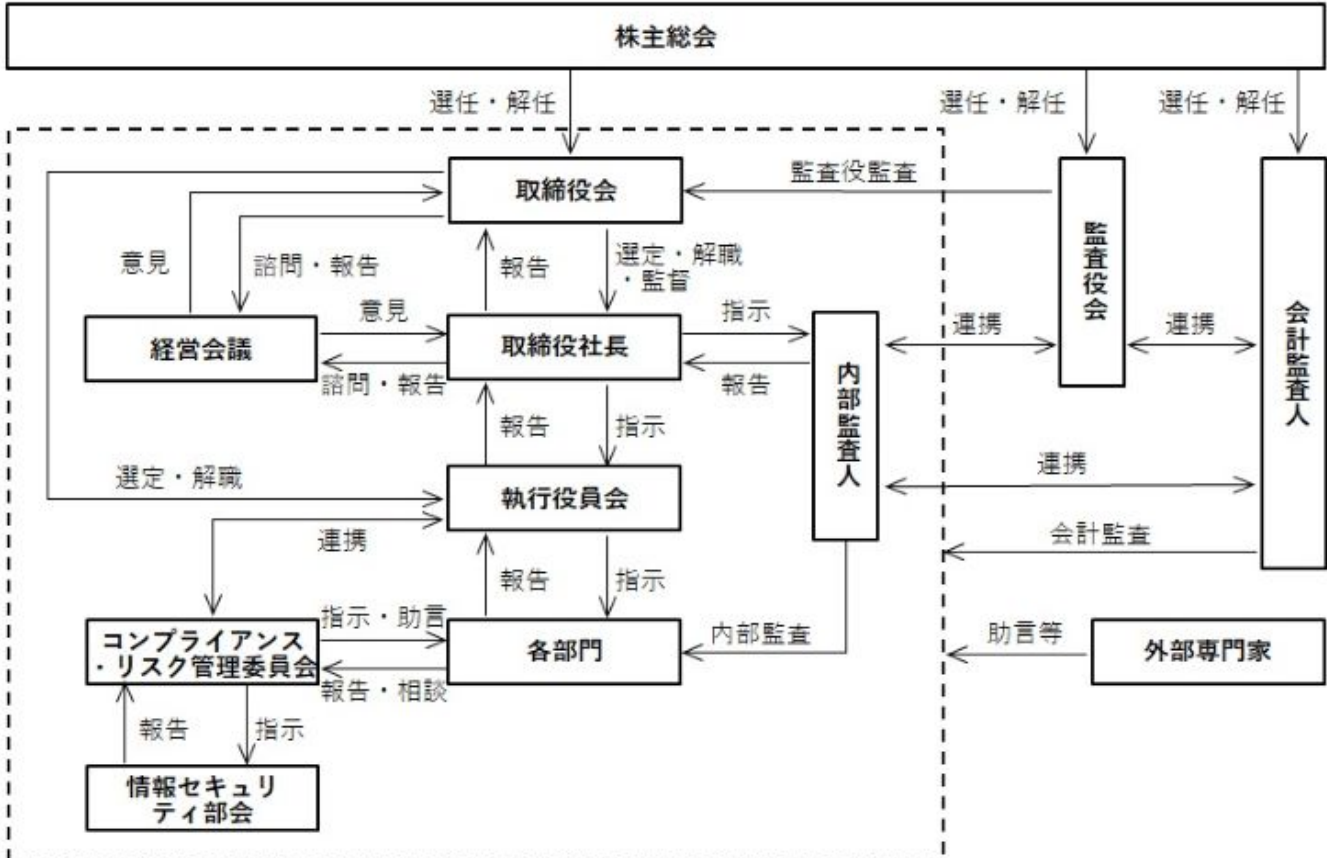 株主総会
選任・解任
選任・解任
選任・解任
取締役会
監査役監査
監査役会
会計監査人
意見
諮問・報告
報告
選定・解職
・監督
経営会議
意見
諮問・報告
取締役社長
指示
報告
内部監査人
連携
連携
報告
指示
選定・解職
執行役員会
連携
連携
会計監査
報告
指示
コンプライアンス
・リスク管理委員会
指示・助言
報告・相談
各部門
内部監査
助言等
外部専門家
報告
指示
情報セキュリ
ティ部会